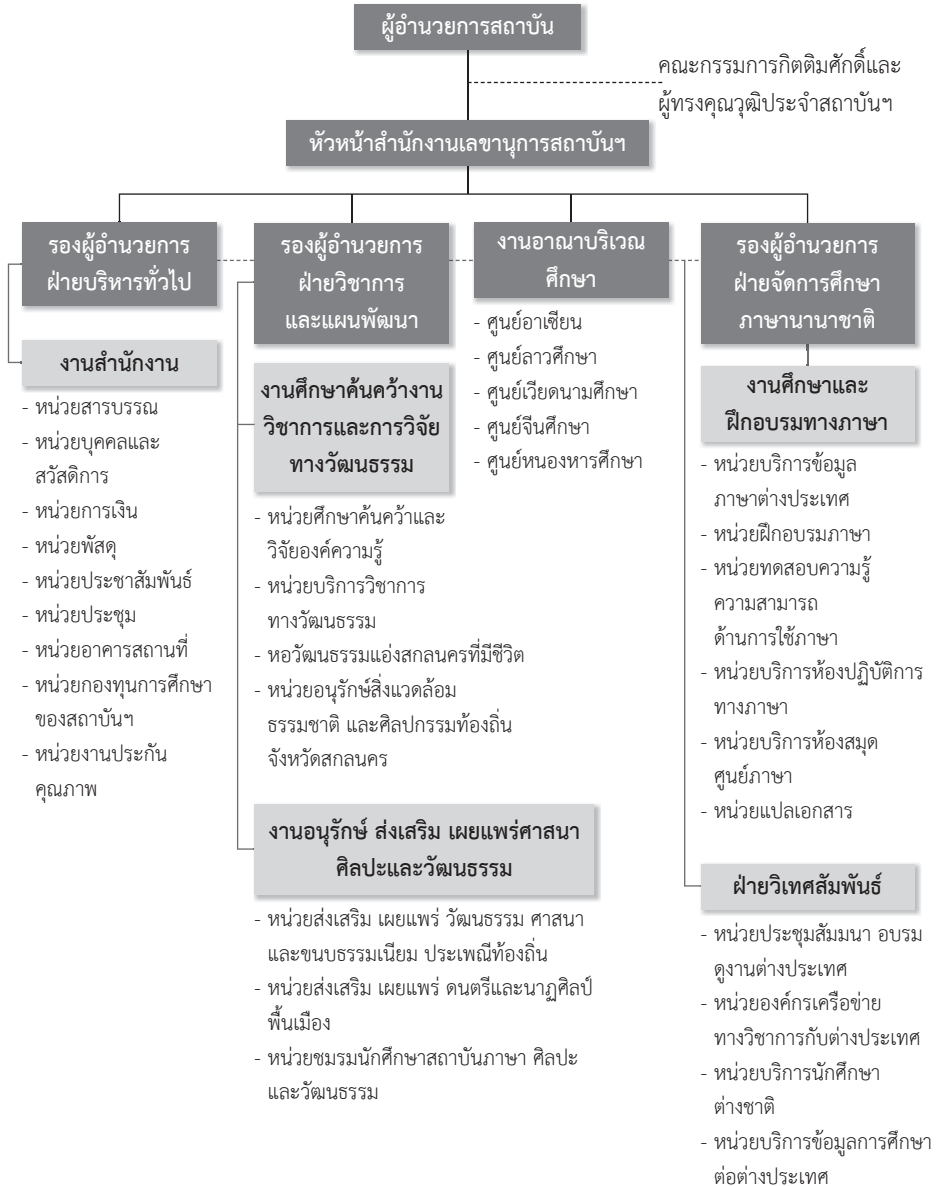 ผู้อำนวยการสถาบัน
คณะกรรมการกิตติมศักดิ์และ
ผู้ทรงคุณวุฒิประจำสถาบันฯ
หัวหน้าสำนักงานเลขานุการสถาบันฯ
รองผู้อำนวยการ
ฝ่ายบริหารทั่วไป
งานสำนักงาน
- หน่วยสารบรรณ
- หน่วยบุคคลและ
สวัสดิการ
- หน่วยการเงิน
- หน่วยพัสดุ
- หน่วยประชาสัมพันธ์
- หน่วยประชุม
- หน่วยอาคารสถานที่
- หน่วยกองทุนการศึกษา
ของสถาบันฯ
- หน่วยงานประกัน
คุณภาพ
รองผู้อำนวยการ
ฝ่ายวิชาการ
และแผนพัฒนา
งานศึกษาค้นคว้างาน
วิชาการและการวิจัย
ทางวัฒนธรรม
- หน่วยศึกษาค้นคว้าและ
วิจัยองค์ความรู้
- หน่วยบริการวิชาการ
ทางวัฒนธรรม
- หอวัฒนธรรมแอ่งสกลนครที่มีชีวิต
- หน่วยอนุรักษ์สิ่งแวดล้อม
ธรรมชาติ และศิลปกรรมท้องถิ่น
จังหวัดสกลนคร
งานอนุรักษ์ ส่งเสริม เผยแพร่ศาสนา
ศิลปะและวัฒนธรรม
- หน่วยส่งเสริม เผยแพร่ วัฒนธรรม ศาสนา
และขนบธรรมเนียม ประเพณีท้องถิ่น
- หน่วยส่งเสริม เผยแพร่ ดนตรีและนาฏศิลป์
พื้นเมือง
- หน่วยชมรมนักศึกษาสถาบันภาษา ศิลปะ
และวัฒนธรรม
งานอาณาบริเวณ
ศึกษา
- ศูนย์อาเซียน
- ศูนย์ลาวศึกษา
- ศูนย์เวียดนามศึกษา
- ศูนย์จีนศึกษา
- ศูนย์หนองหารศึกษา
รองผู้อำนวยการ
ฝ่ายจัดการศึกษา
ภาษานานาชาติ
งานศึกษาและ
ฝึกอบรมทางภาษา
- หน่วยบริการข้อมูล
ภาษาต่างประเทศ
- หน่วยฝึกอบรมภาษา
- หน่วยทดสอบความรู้
ความสามารถ
ด้านการใช้ภาษา
- หน่วยบริการห้องปฏิบัติการ
ทางภาษา
- หน่วยบริการห้องสมุด
ศูนย์ภาษา
- หน่วยแปลเอกสาร
ฝ่ายวิเทศสัมพันธ์
- หน่วยประชุมสัมมนา อบรม
ดูงานต่างประเทศ
- หน่วยองค์กรเครือข่าย
ทางวิชาการกับต่างประเทศ
- หน่วยบริการนักศึกษา
ต่างชาติ
- หน่วยบริการข้อมูลการศึกษา
ต่อต่างประเทศ